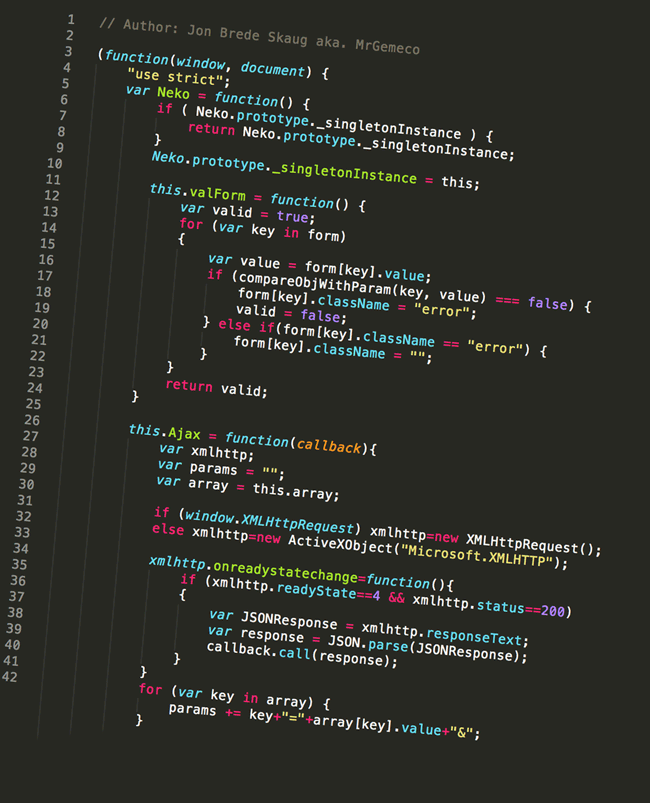 1 // Author: Jon Brede Skaug aka. MrGemeco
2
3 (function(window, document) {
4 "use strict";
5 var Neko = function() {
6 if ( Neko.prototype._singletonInstance ) {
7 return Neko.prototype._singletonInstance;
8 }
9 Neko.prototype._singletonInstance = this;
10
11 this.valForm = function() {
12 var valid = true;
13 for (var key in form)
14 {
15 var value = form[key].value;
16 if (compareObjWithParam(key, value) === false) {
17 form[key].className = "error";
18 valid = false;
19 } else if(form[key].className == "error") {
20 form[key].className = "";
21 }
22 }
23 return valid;
24 }
25
26 this.Ajax = function(callback){
27 var xmlhttp;
28 var params = "";
29 var array = this.array;
30
31 if (window.XMLHttpRequest) xmlhttp=new XMLHttpRequest();
32 else xmlhttp=new ActiveXObject("Microsoft.XMLHTTP");
33
34 xmlhttp.onreadystatechange=function(){
35 if (xmlhttp.readyState==4 && xmlhttp.status==200)
36 {
37 var JSONResponse = xmlhttp.responseText;
38 var response = JSON.parse(JSONResponse);
39 callback.call(response);
40 }
41 }
42 for (var key in array) {
params += key+"="+array[key].value+"&";
}